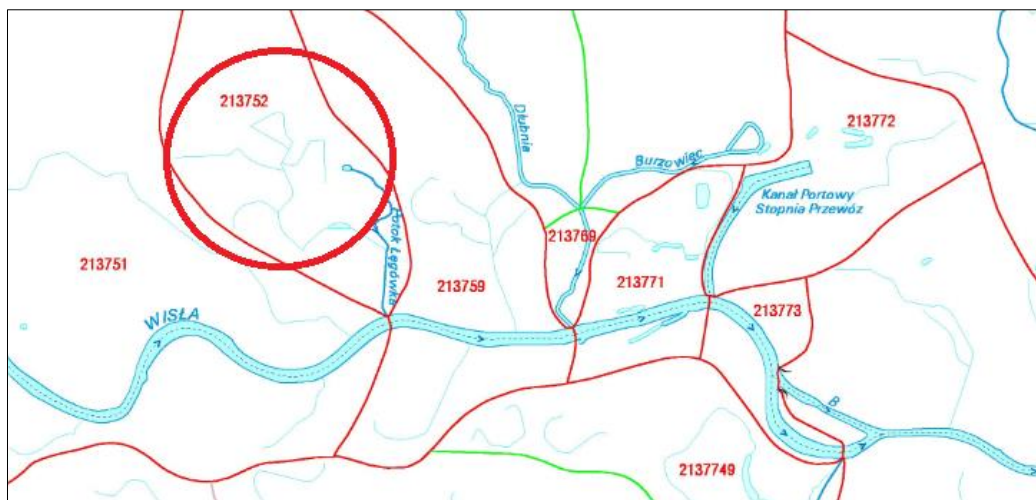 213752
213772
Dłubnia
Burzowiec
Kanał Portowy
Stopnia Przewóz
213769
Potok Łęgówka
213751
213759
213771
213773
WISŁA
B
2137749